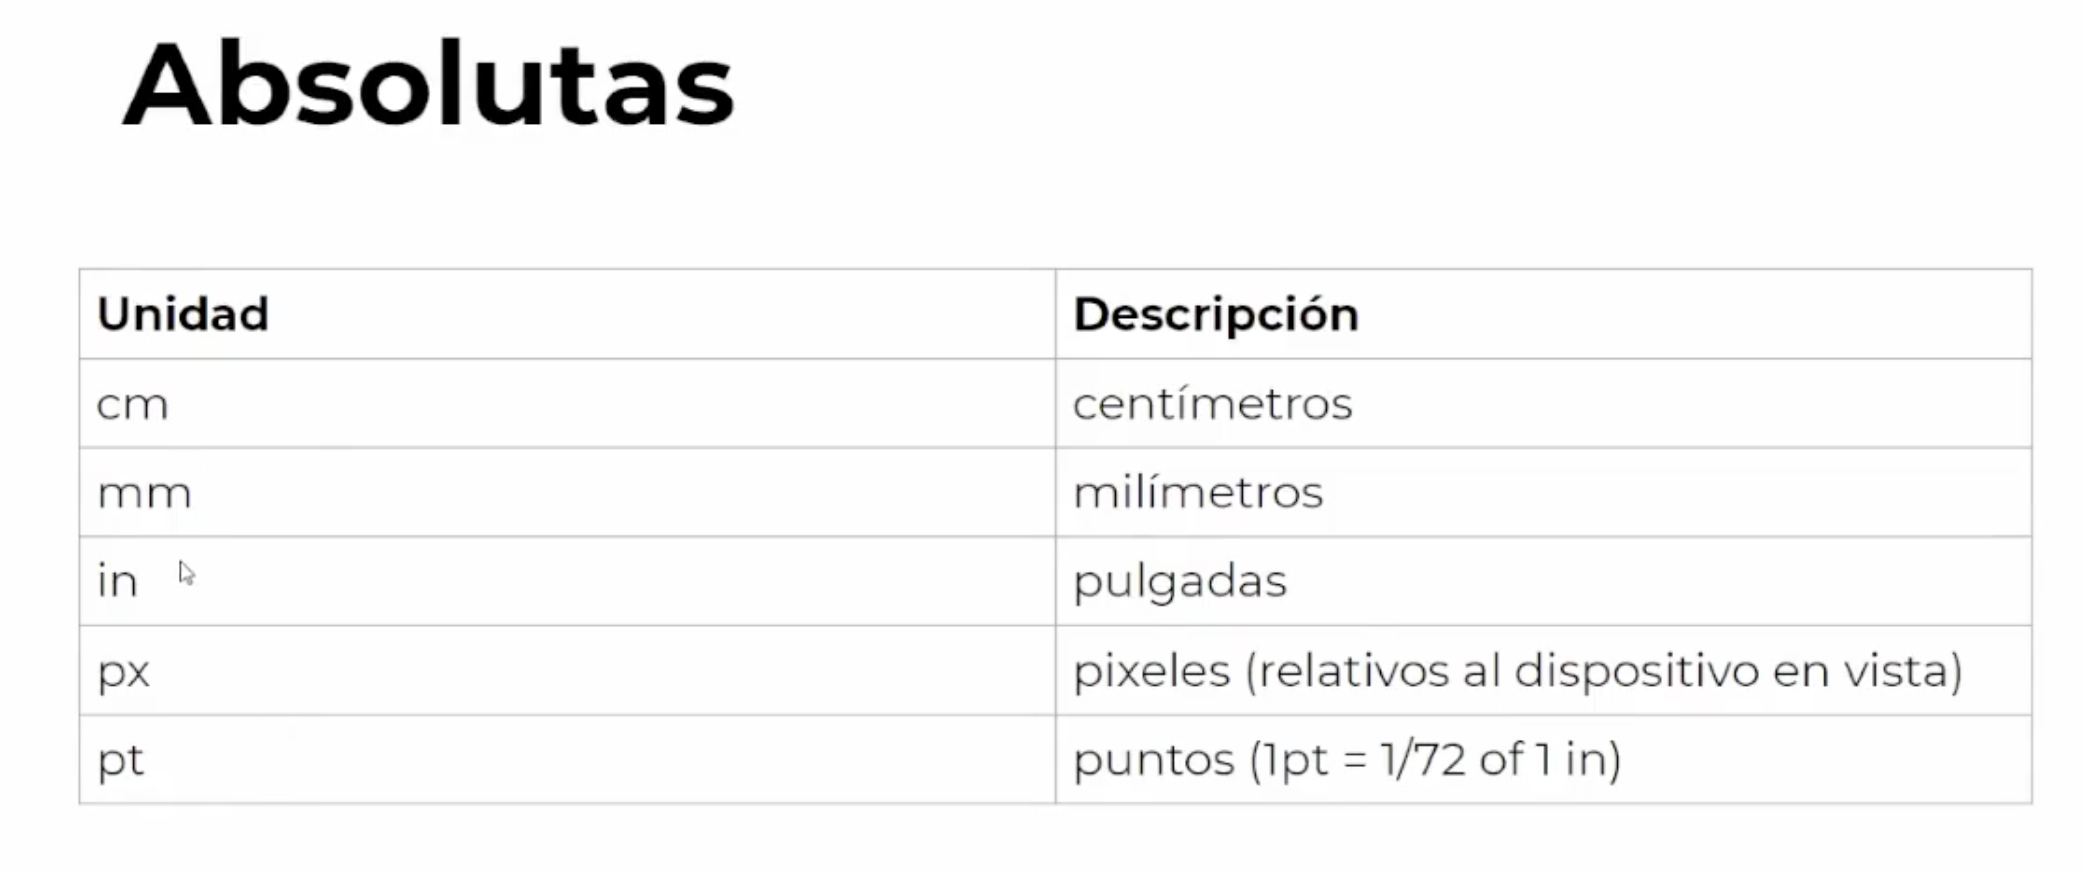 Absolutas
Unidad Descripción
cm centímetros
mm milímetros
in pulgadas
px pixeles (relativos al dispositivo en vista)
pt puntos (1pt = 1/72 of 1 in)